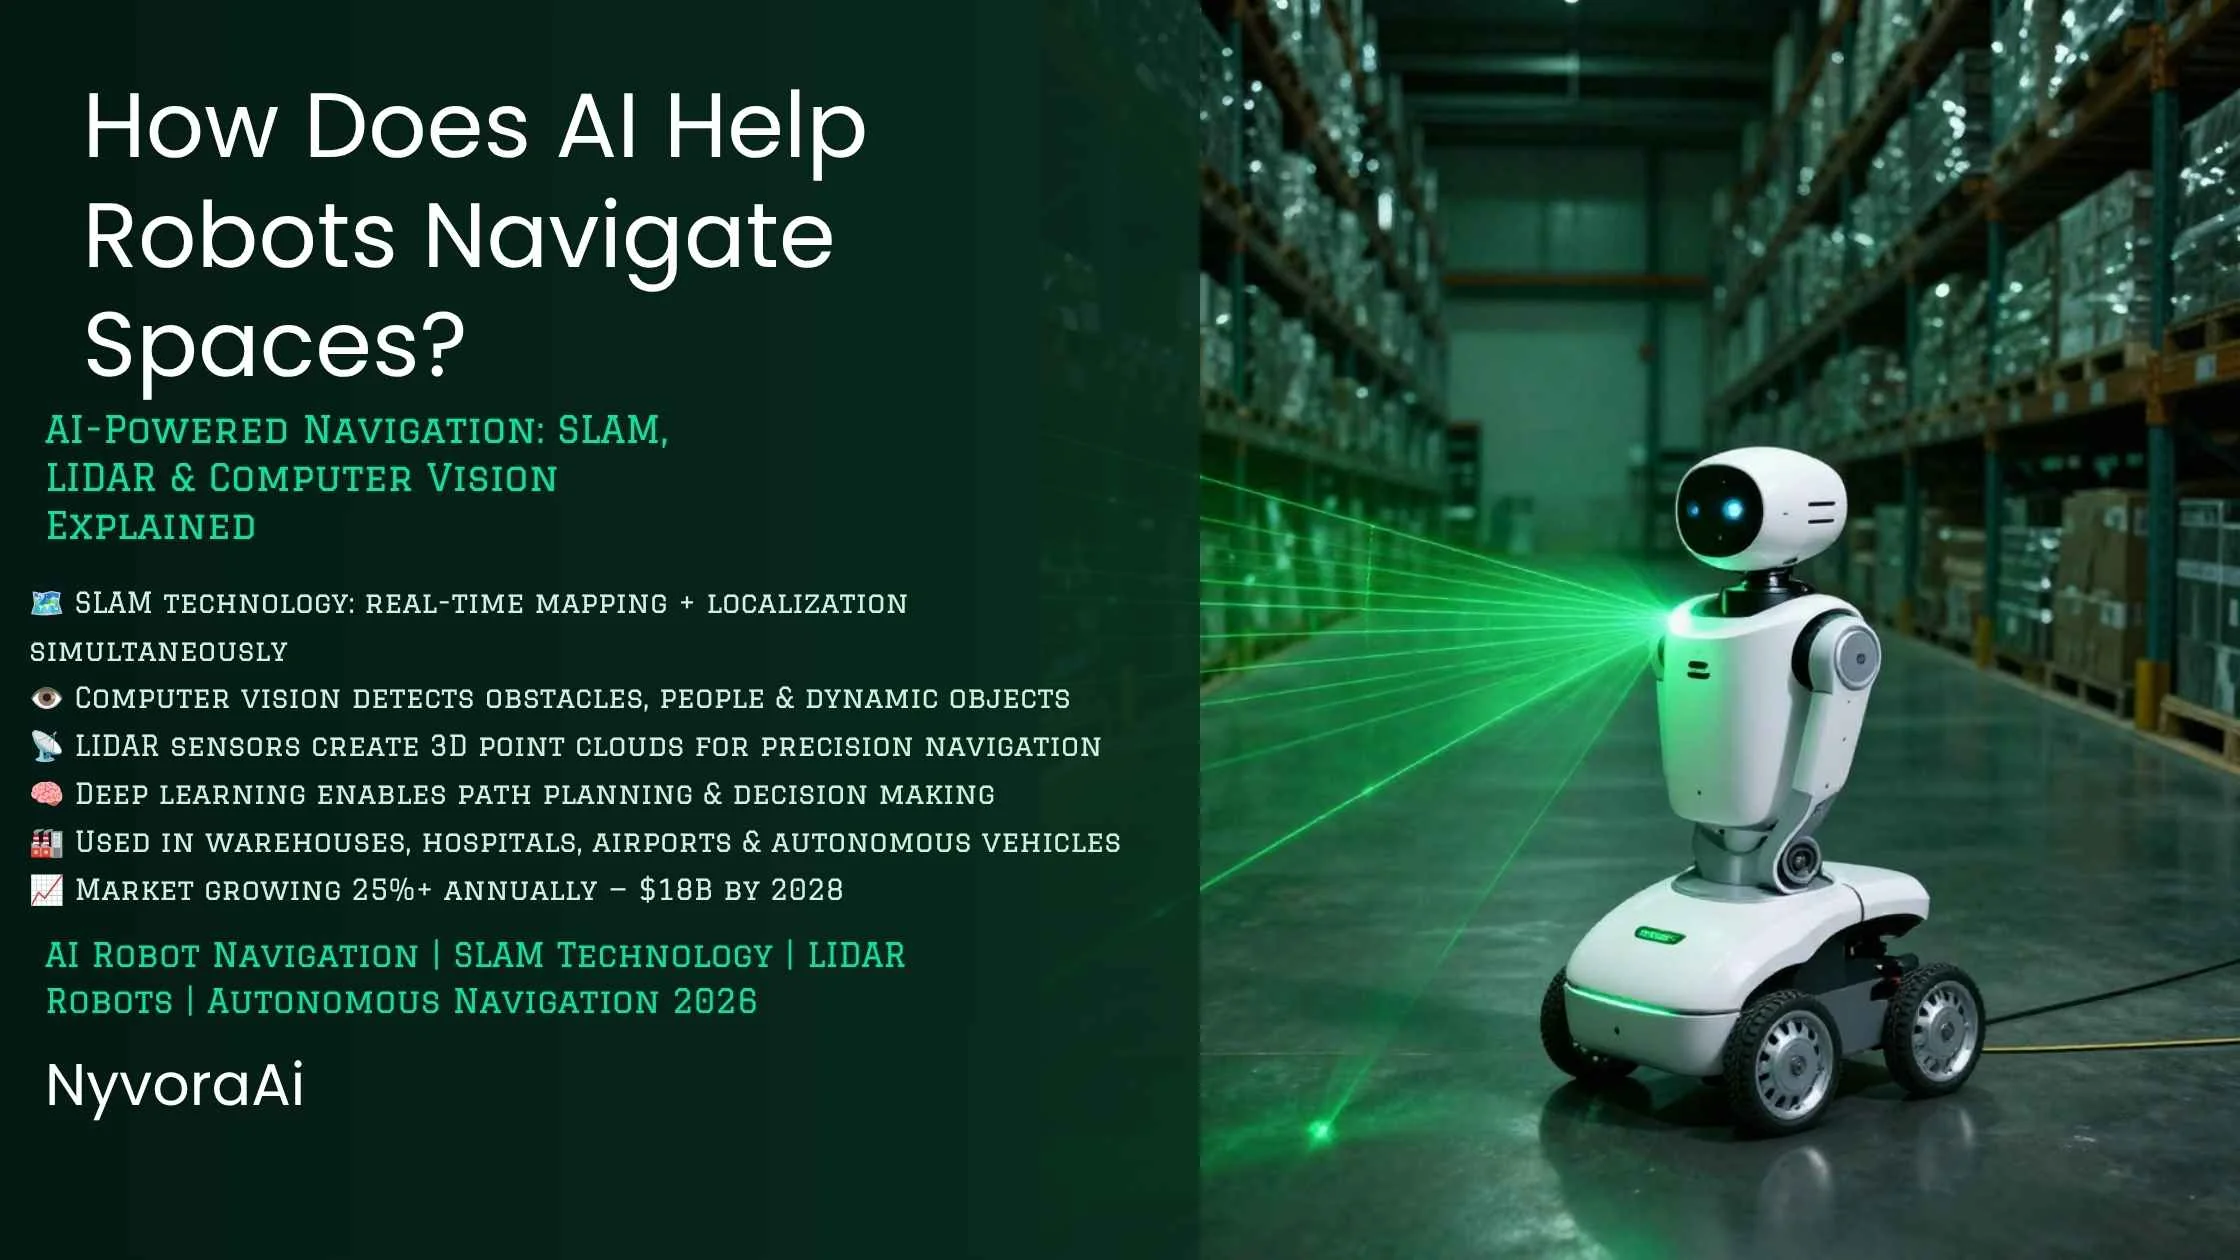 How Does AI Help
Robots Navigate
Spaces?
AI-Powered Navigation: SLAM,
LIDAR & Computer Vision
Explained
🗺️ SLAM technology: real-time mapping + localization
simultaneously
👁️ Computer vision detects obstacles, people & dynamic objects
📡 LIDAR sensors create 3D point clouds for precision navigation
🧠 Deep learning enables path planning & decision making
🏭 Used in warehouses, hospitals, airports & autonomous vehicles
📈 Market growing 25%+ annually – $18B by 2028
AI Robot Navigation | SLAM Technology | LIDAR
Robots | Autonomous Navigation 2026
NyvoraAi